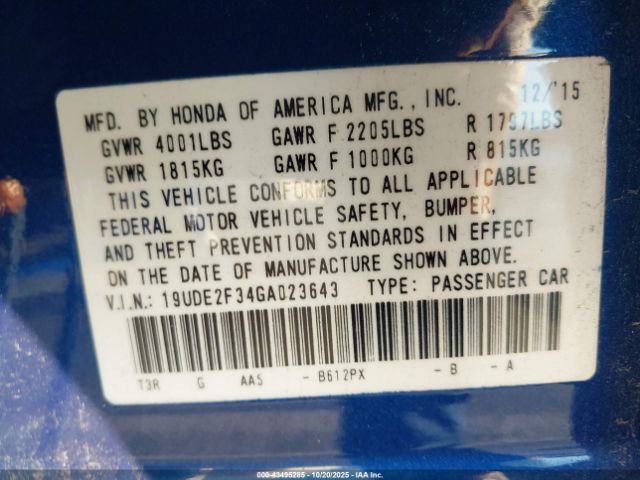 MFD. BY HONDA OF AMERICA MFG., INC. 12/'15
GVWR 4001LBS GAWR F 2205LBS R 1797LBS
GVWR 1815KG GAWR F 1000KG R 815KG
THIS VEHICLE CONFORMS TO ALL APPLICABLE
FEDERAL MOTOR VEHICLE SAFETY, BUMPER,
AND THEFT PREVENTION STANDARDS IN EFFECT
ON THE DATE OF MANUFACTURE SHOWN ABOVE.
V.I.N.: 19UDE2F34GA023643 TYPE: PASSENGER CAR
T3R G AA5 - B612PX - B - A
000-43495285 - 10/20/2025 - IAA Inc.